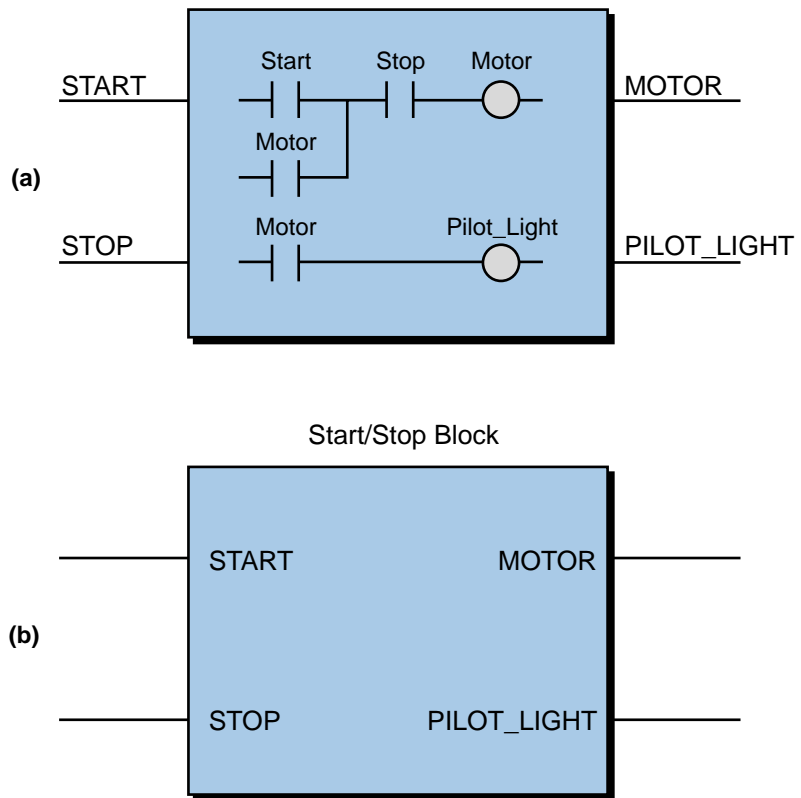 Start Stop Motor
START MOTOR
Motor
(a)
STOP Motor Pilot_Light PILOT_LIGHT
Start/Stop Block
START MOTOR
(b)
STOP PILOT_LIGHT